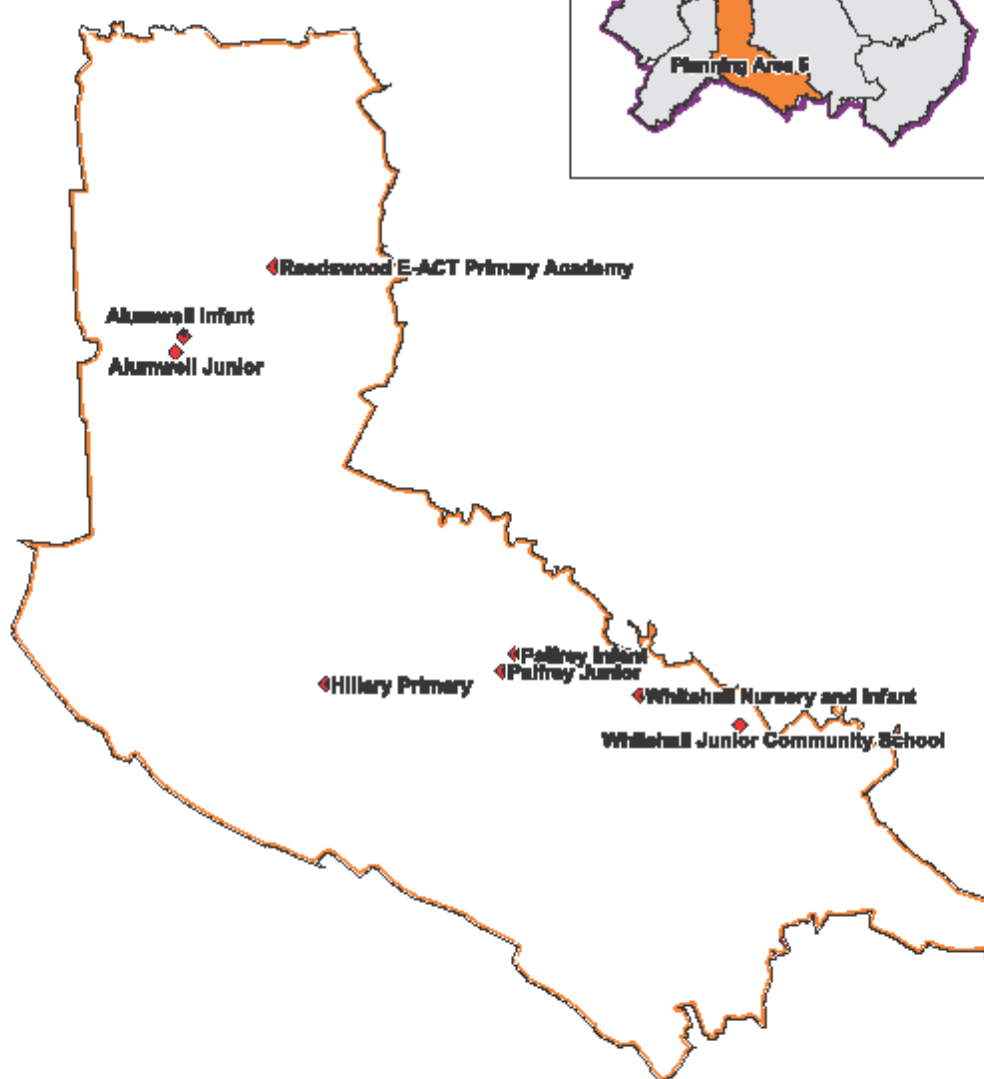 Planning Area 5
Reedswood E-ACT Primary Academy
Alumwell Infant
Alumwell Junior
Palfrey Infant
Palfrey Junior
Hillary Primary
Whitehall Nursery and Infant
Whitehall Junior Community School